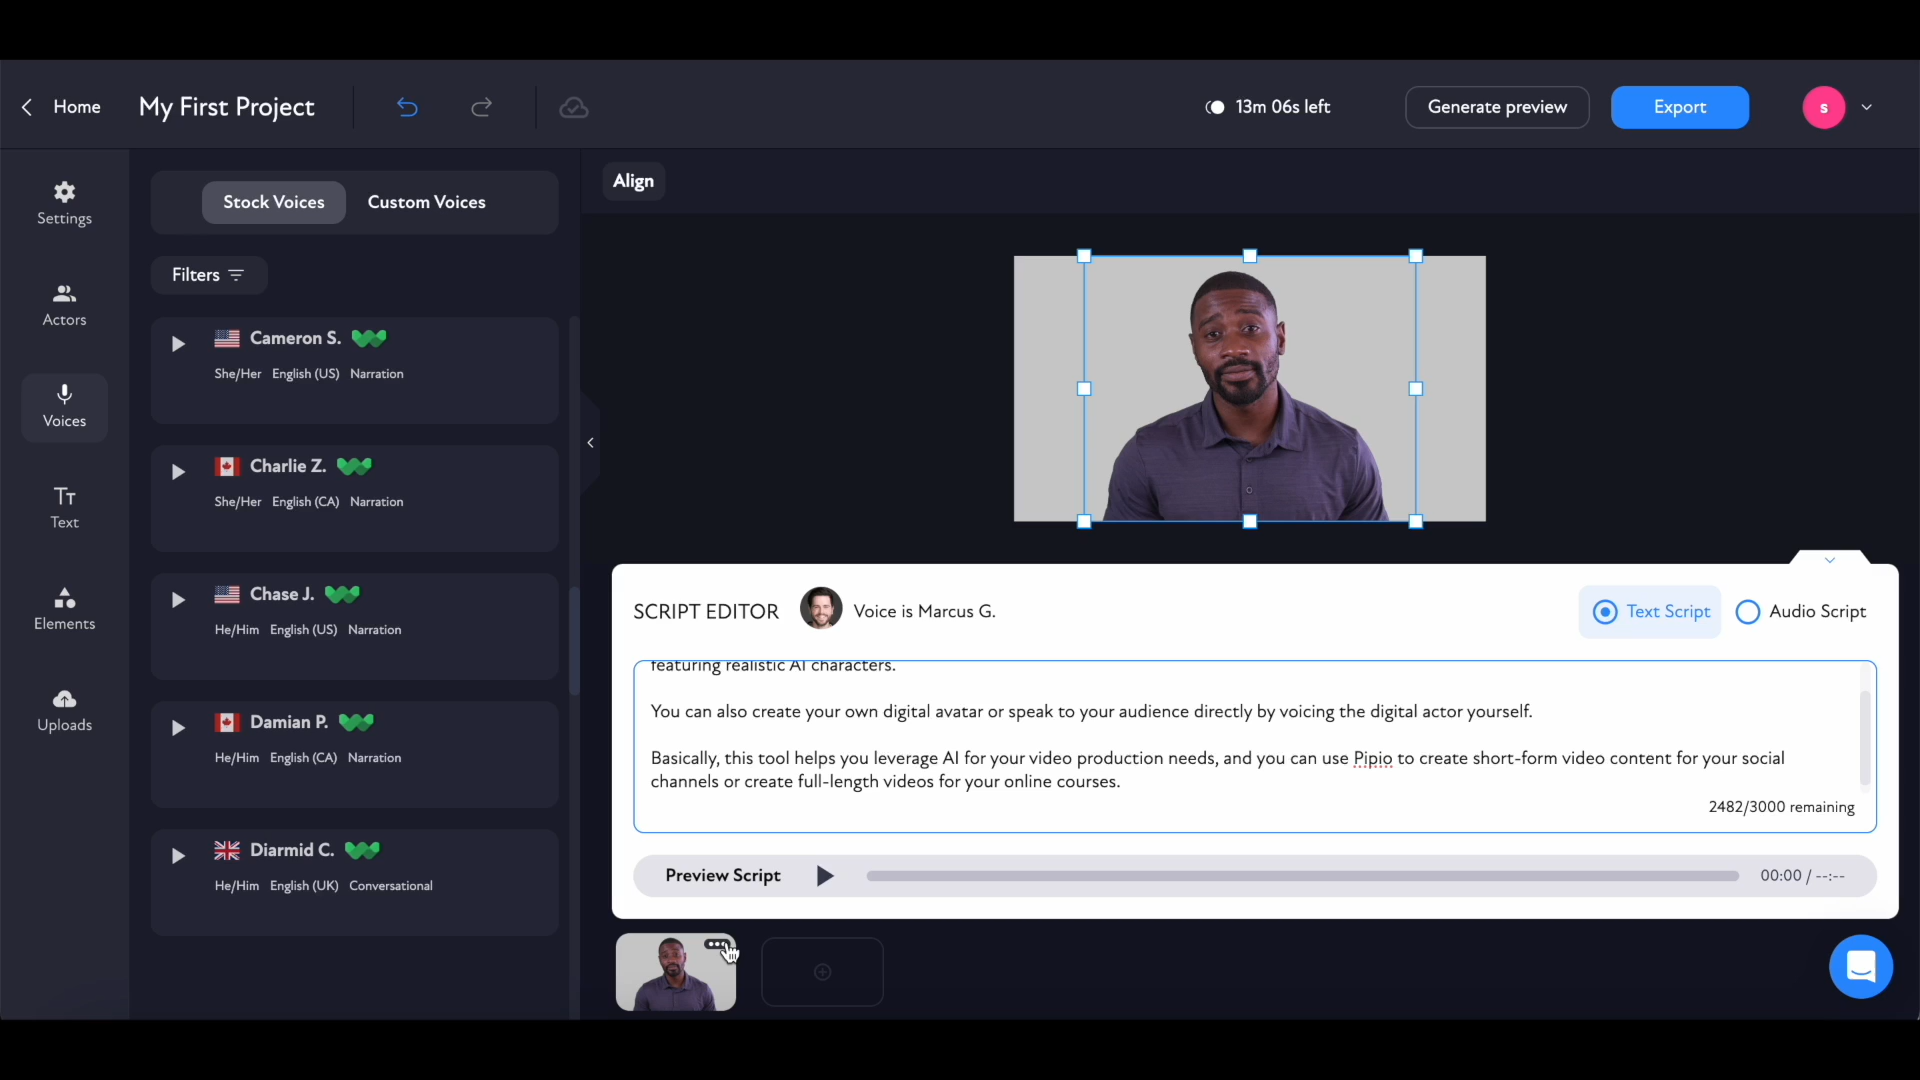 Home
My First Project
13m 06s left
Generate preview
Export
s
Settings
Actors
Voices
Text
Elements
Uploads
Stock Voices
Custom Voices
Filters
Cameron S.
She/Her English (US) Narration
Charlie Z.
She/Her English (CA) Narration
Chase J.
He/Him English (US) Narration
Damian P.
He/Him English (CA) Narration
Diarmid C.
He/Him English (UK) Conversational
Align
SCRIPT EDITOR
Voice is Marcus G.
Text Script
Audio Script
featuring realistic AI characters.
You can also create your own digital avatar or speak to your audience directly by voicing the digital actor yourself.
Basically, this tool helps you leverage AI for your video production needs, and you can use Pipio to create short-form video content for your social
channels or create full-length videos for your online courses.
2482/3000 remaining
Preview Script
00:00 / --:--